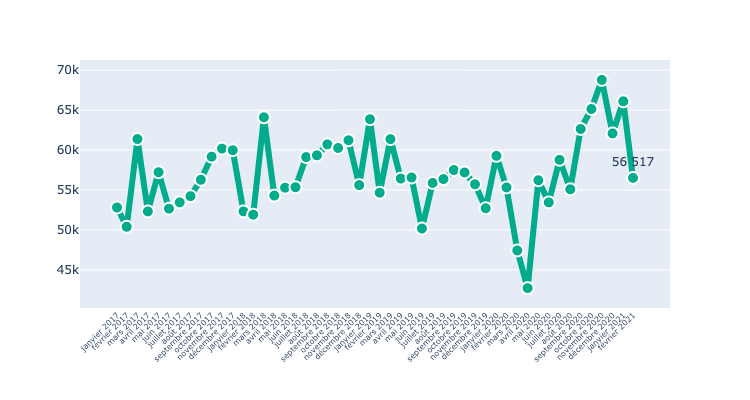 70k
65k
60k
55k
50k
45k
56 517
janvier 2017
février 2017
mars 2017
avril 2017
mai 2017
juin 2017
juillet 2017
août 2017
septembre 2017
octobre 2017
novembre 2017
décembre 2017
janvier 2018
février 2018
mars 2018
avril 2018
mai 2018
juin 2018
juillet 2018
août 2018
septembre 2018
octobre 2018
novembre 2018
décembre 2018
janvier 2019
février 2019
mars 2019
avril 2019
mai 2019
juin 2019
juillet 2019
août 2019
septembre 2019
octobre 2019
novembre 2019
décembre 2019
janvier 2020
février 2020
mars 2020
avril 2020
mai 2020
juin 2020
juillet 2020
août 2020
septembre 2020
octobre 2020
novembre 2020
décembre 2020
janvier 2021
février 2021